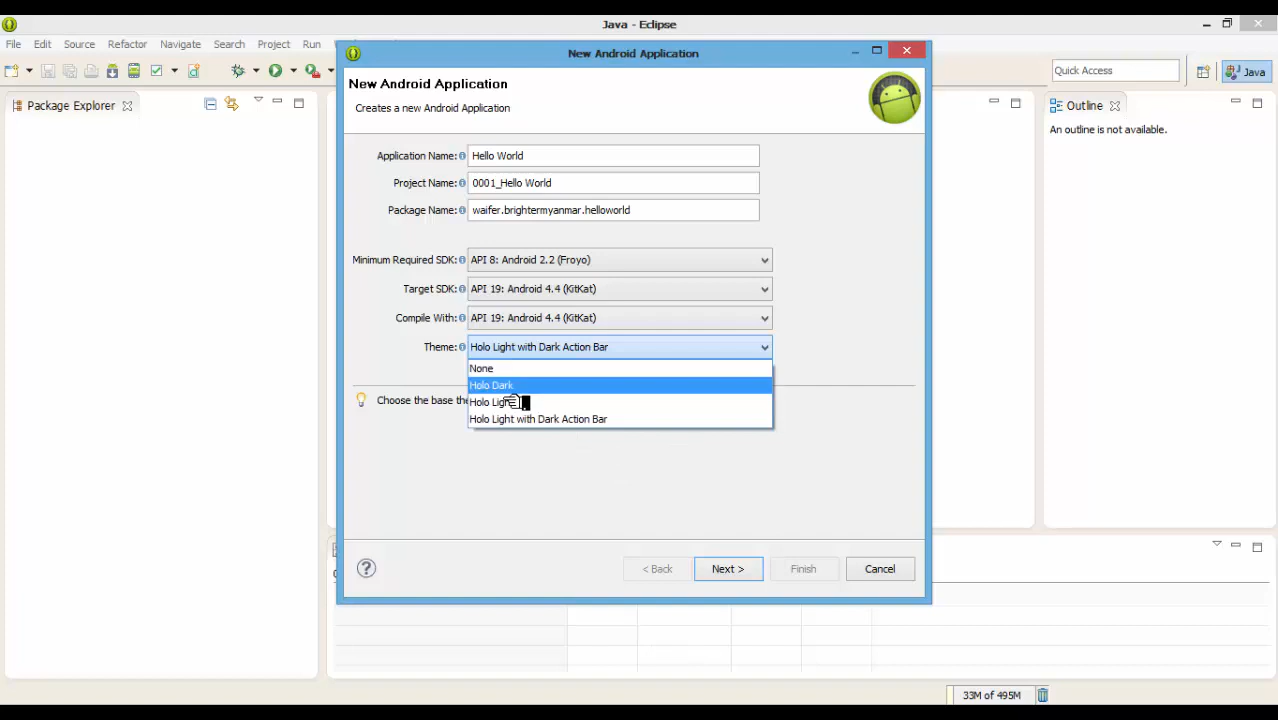 Java - Eclipse
File Edit Source Refactor Navigate Search Project Run
New Android Application
Quick Access
Java
Package Explorer
New Android Application
Creates a new Android Application
Outline
An outline is not available.
Application Name: Hello World
Project Name: 0001_Hello World
Package Name: waifer.brightermyanmar.helloworld
Minimum Required SDK: API 8: Android 2.2 (Froyo)
Target SDK: API 19: Android 4.4 (KitKat)
Compile With: API 19: Android 4.4 (KitKat)
Theme: Holo Light with Dark Action Bar
None
Holo Dark
Choose the base the
Holo Light
Holo Light with Dark Action Bar
< Back Next > Finish Cancel
33M of 495M